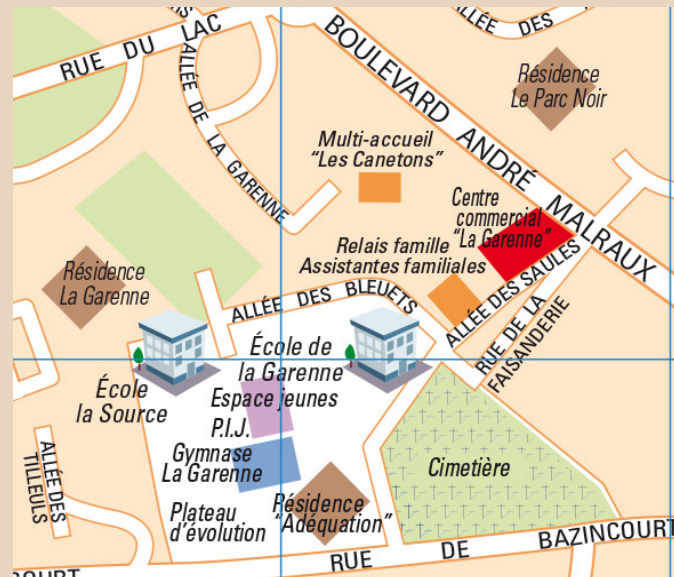 RUE DU LAC
ALLÉE DE LA GARENNE
BOULEVARD ANDRÉ MALRAUX
ALLÉE DES
Résidence
Le Parc Noir
Multi-accueil
"Les Canetons"
Centre
commercial
"La Garenne"
Relais famille
Assistantes familiales
Résidence
La Garenne
ALLÉE DES BLEUETS
ALLÉE DES SAULES
RUE DE LA
FAISANDERIE
École
la Source
École de
la Garenne
Espace jeunes
P.I.J.
Gymnase
La Garenne
Cimetière
ALLÉE DES
TILLEULS
Plateau
d'évolution
Résidence
"Adéquation"
RUE DE BAZINCOURT
COURT